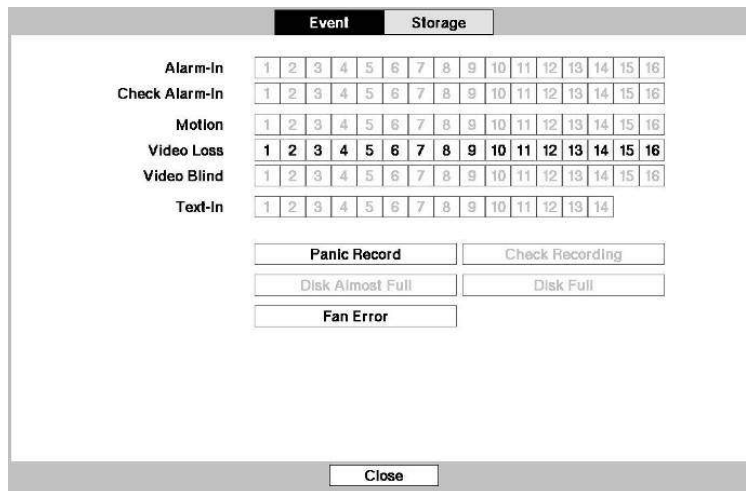 Event Storage
Alarm-In 1 2 3 4 5 6 7 8 9 10 11 12 13 14 15 16
Check Alarm-In 1 2 3 4 5 6 7 8 9 10 11 12 13 14 15 16
Motion 1 2 3 4 5 6 7 8 9 10 11 12 13 14 15 16
Video Loss 1 2 3 4 5 6 7 8 9 10 11 12 13 14 15 16
Video Blind 1 2 3 4 5 6 7 8 9 10 11 12 13 14 15 16
Text-In 1 2 3 4 5 6 7 8 9 10 11 12 13 14
Panic Record Check Recording
Disk Almost Full Disk Full
Fan Error
Close